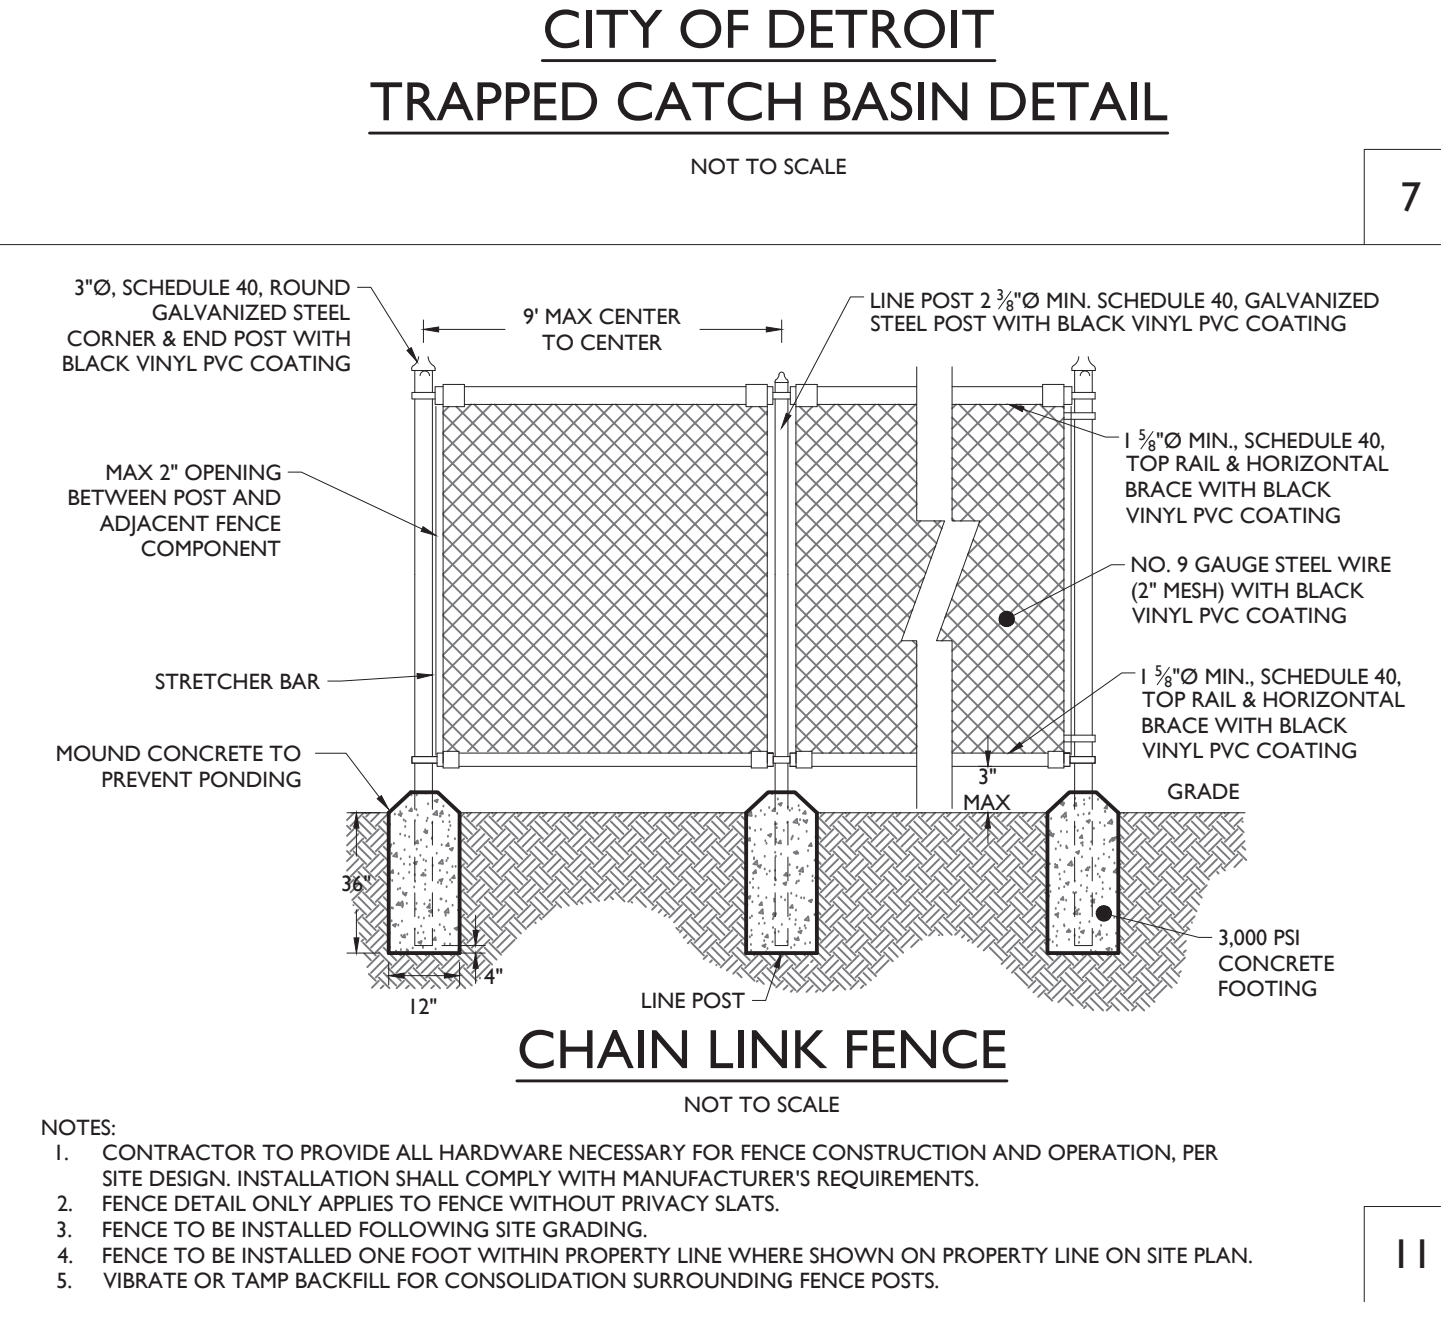 CITY OF DETROIT
TRAPPED CATCH BASIN DETAIL
NOT TO SCALE
7
3"Ø, SCHEDULE 40, ROUND
GALVANIZED STEEL
CORNER & END POST WITH
BLACK VINYL PVC COATING
9' MAX CENTER
TO CENTER
LINE POST 2 3⁄8"Ø MIN. SCHEDULE 40, GALVANIZED
STEEL POST WITH BLACK VINYL PVC COATING
MAX 2" OPENING
BETWEEN POST AND
ADJACENT FENCE
COMPONENT
1 5⁄8"Ø MIN., SCHEDULE 40,
TOP RAIL & HORIZONTAL
BRACE WITH BLACK
VINYL PVC COATING
NO. 9 GAUGE STEEL WIRE
(2" MESH) WITH BLACK
VINYL PVC COATING
STRETCHER BAR
1 5⁄8"Ø MIN., SCHEDULE 40,
TOP RAIL & HORIZONTAL
BRACE WITH BLACK
VINYL PVC COATING
MOUND CONCRETE TO
PREVENT PONDING
3"
MAX
GRADE
36"
4"
12"
LINE POST
3,000 PSI
CONCRETE
FOOTING
CHAIN LINK FENCE
NOT TO SCALE
NOTES:
1. CONTRACTOR TO PROVIDE ALL HARDWARE NECESSARY FOR FENCE CONSTRUCTION AND OPERATION, PER
SITE DESIGN. INSTALLATION SHALL COMPLY WITH MANUFACTURER'S REQUIREMENTS.
2. FENCE DETAIL ONLY APPLIES TO FENCE WITHOUT PRIVACY SLATS.
3. FENCE TO BE INSTALLED FOLLOWING SITE GRADING.
4. FENCE TO BE INSTALLED ONE FOOT WITHIN PROPERTY LINE WHERE SHOWN ON PROPERTY LINE ON SITE PLAN.
5. VIBRATE OR TAMP BACKFILL FOR CONSOLIDATION SURROUNDING FENCE POSTS.
11